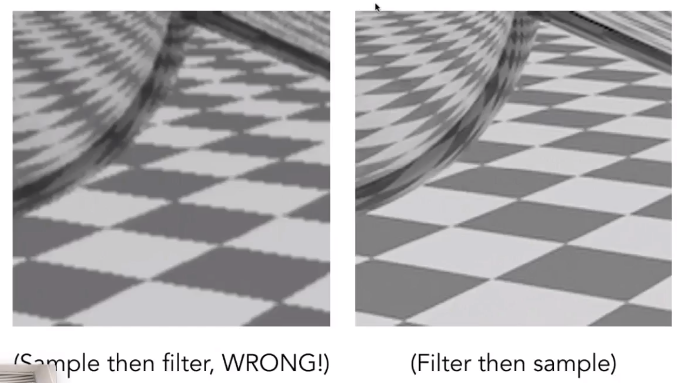 (Sample then filter, WRONG!)
(Filter then sample)